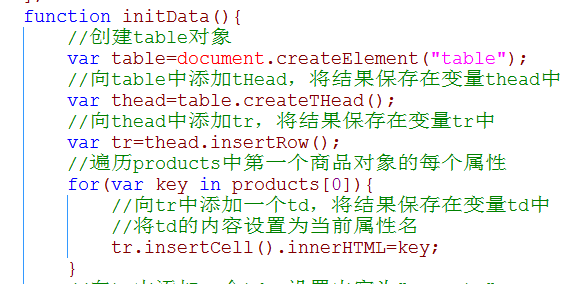 function initData(){
//创建table对象
var table=document.createElement("table");
//向table中添加tHead，将结果保存在变量thead中
var thead=table.createTHead();
//向thead中添加tr，将结果保存在变量tr中
var tr=thead.insertRow();
//遍历products中第一个商品对象的每个属性
for(var key in products[0]){
//向tr中添加一个td，将结果保存在变量td中
//将td的内容设置为当前属性名
tr.insertCell().innerHTML=key;
}